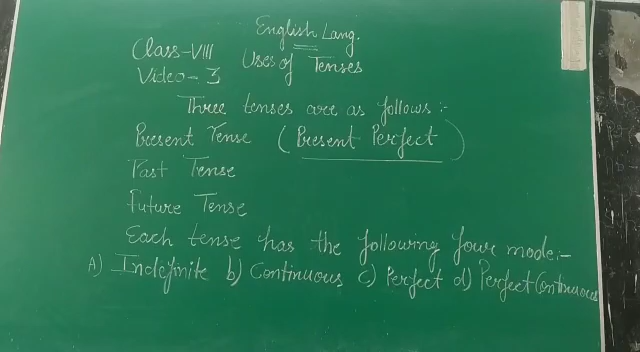 English Lang.
Class-VIII Uses of Tenses
Video-3
Three tenses are as follows:-
Present Tense (Present Perfect)
Past Tense
Future Tense
Each tense has the following four mode:-
A) Indefinite b) Continuous c) Perfect d) Perfect Continuous